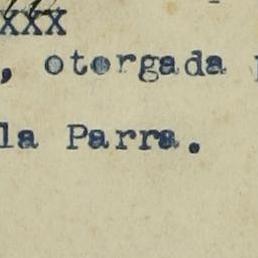 XXX
, otorgada
la Parra.